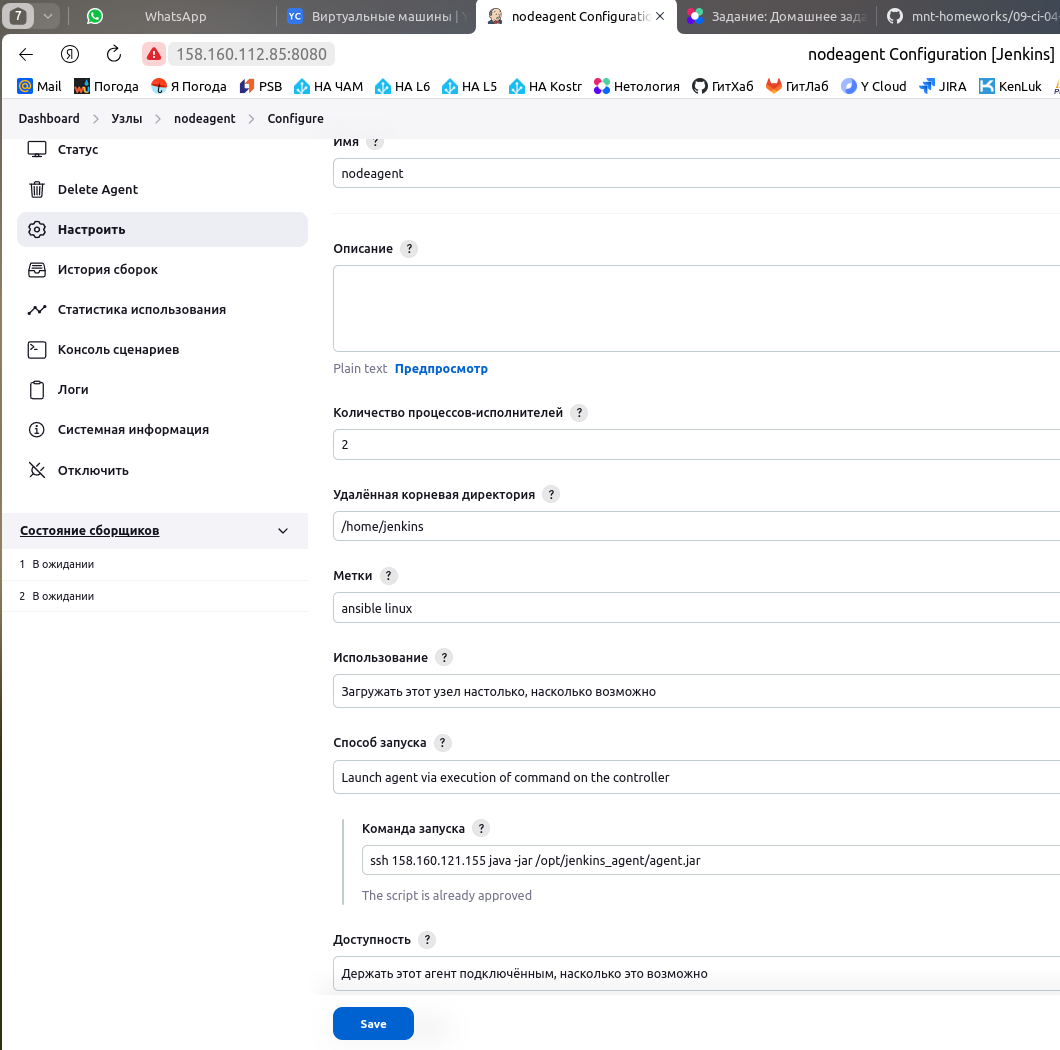 7
WhatsApp
YC Виртуальные машины |
nodeagent Configuratio
Задание: Домашнее зада
mnt-homeworks/09-ci-04
158.160.112.85:8080
nodeagent Configuration [Jenkins]
Mail Погода Я Погода PSB НА ЧАМ НА L6 НА L5 НА Kostr Нетология ГитХаб ГитЛаб Y Cloud JIRA KenLuk
Dashboard Узлы nodeagent Configure
Статус
Delete Agent
Настроить
История сборок
Статистика использования
Консоль сценариев
Логи
Системная информация
Отключить
Состояние сборщиков
1 В ожидании
2 В ожидании
Имя ?
nodeagent
Описание ?
Plain text Предпросмотр
Количество процессов-исполнителей ?
2
Удалённая корневая директория ?
/home/jenkins
Метки ?
ansible linux
Использование ?
Загружать этот узел настолько, насколько возможно
Способ запуска ?
Launch agent via execution of command on the controller
Команда запуска ?
ssh 158.160.121.155 java -jar /opt/jenkins_agent/agent.jar
The script is already approved
Доступность ?
Держать этот агент подключённым, насколько это возможно
Save